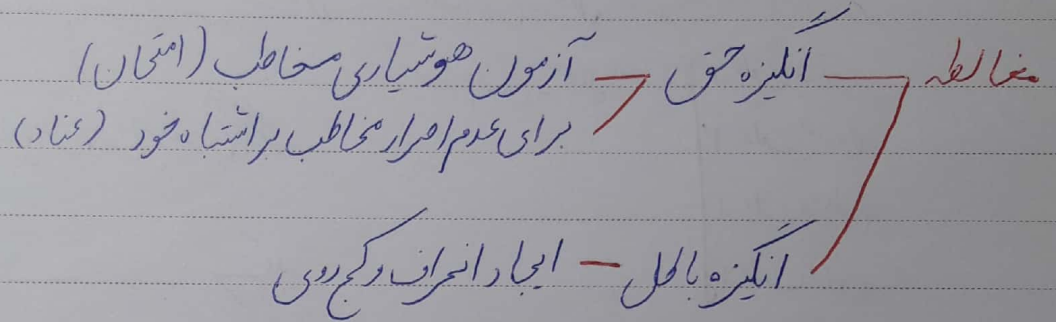 مغالطه
انگیزه حق
آزمون هوشیاری مخاطب (امتحان)
برای عدم اصرار مخاطب بر اشتباه خود (عناد)
انگیزه باطل
ایجاد انحراف و کج روی